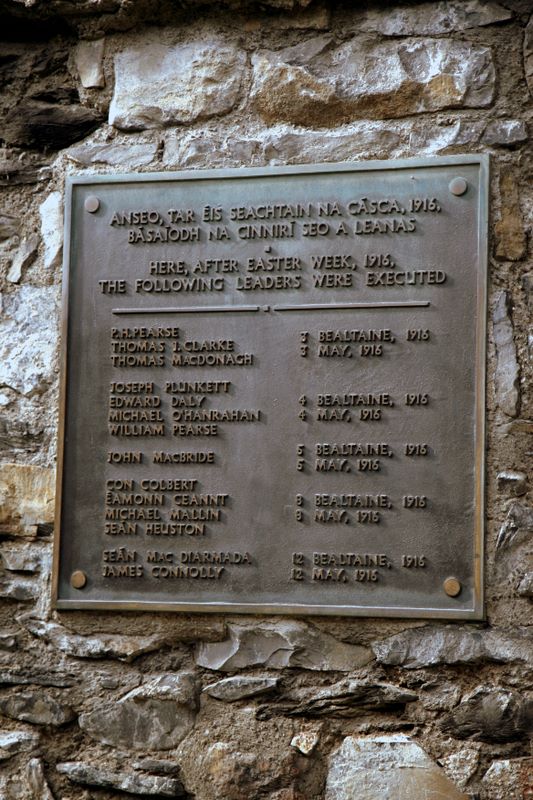 ANSEO, TAR ÉIS SEACHTAIN NA CÁSCA, 1916,
BÁSAÍODH NA CINNIRÍ SEO A LEANAS
HERE, AFTER EASTER WEEK, 1916,
THE FOLLOWING LEADERS WERE EXECUTED
P.H.PEARSE 3 BEALTAINE, 1916
THOMAS J.CLARKE 3 MAY, 1916
THOMAS MACDONAGH
JOSEPH PLUNKETT
EDWARD DALY 4 BEALTAINE, 1916
MICHAEL O'HANRAHAN 4 MAY, 1916
WILLIAM PEARSE
JOHN MACBRIDE 5 BEALTAINE, 1916
5 MAY, 1916
CON COLBERT
ÉAMONN CEANNT 8 BEALTAINE, 1916
MICHAEL MALLIN 8 MAY, 1916
SEÁN HEUSTON
SEÁN MAC DIARMADA 12 BEALTAINE, 1916
JAMES CONNOLLY 12 MAY, 1916